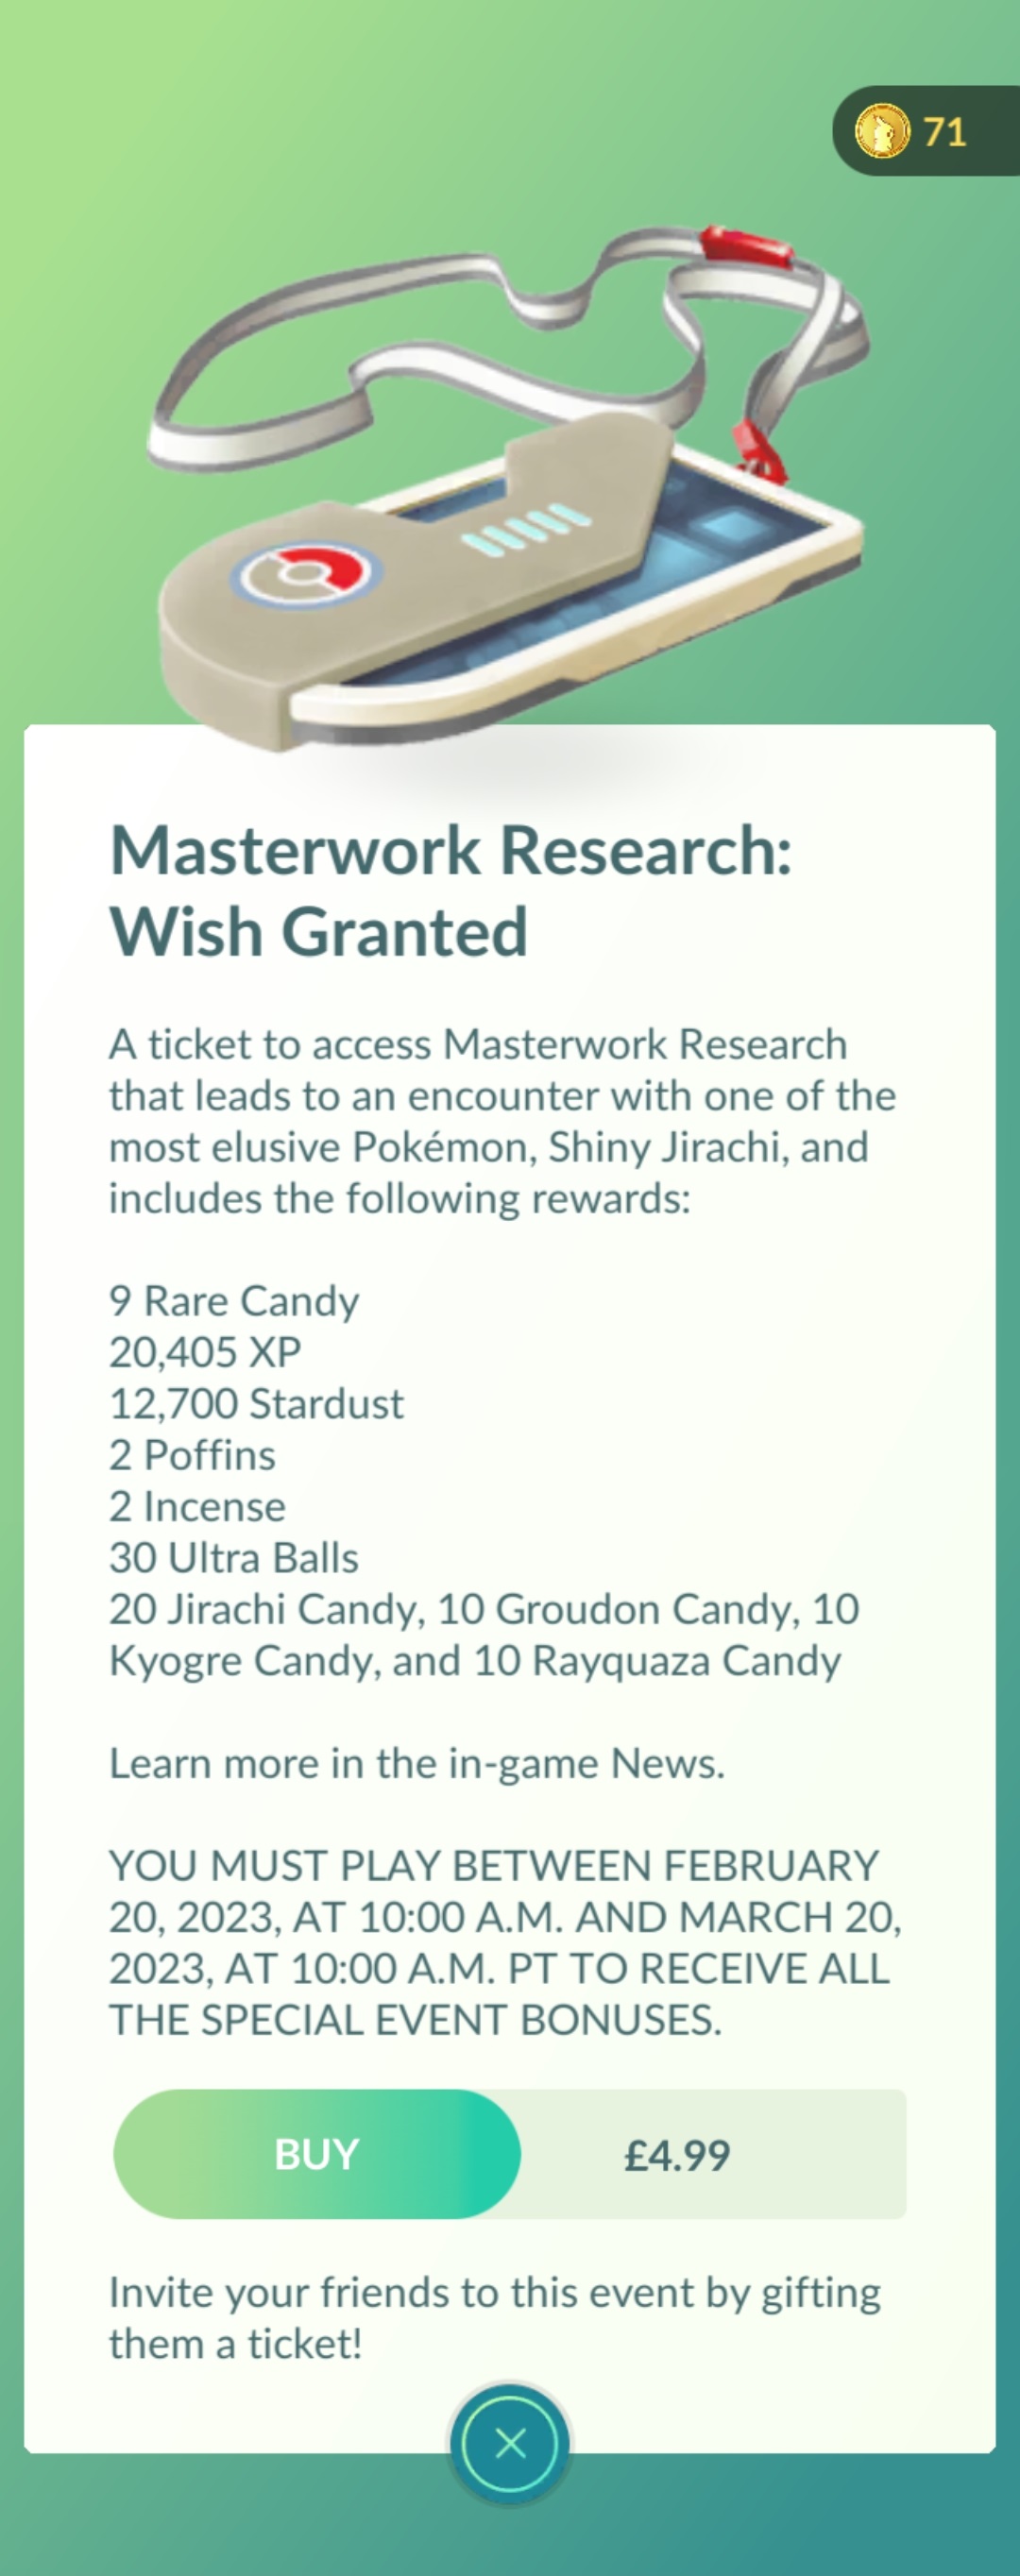 71
Masterwork Research:
Wish Granted
A ticket to access Masterwork Research
that leads to an encounter with one of the
most elusive Pokémon, Shiny Jirachi, and
includes the following rewards:
9 Rare Candy
20,405 XP
12,700 Stardust
2 Poffins
2 Incense
30 Ultra Balls
20 Jirachi Candy, 10 Groudon Candy, 10
Kyogre Candy, and 10 Rayquaza Candy
Learn more in the in-game News.
YOU MUST PLAY BETWEEN FEBRUARY
20, 2023, AT 10:00 A.M. AND MARCH 20,
2023, AT 10:00 A.M. PT TO RECEIVE ALL
THE SPECIAL EVENT BONUSES.
BUY £4.99
Invite your friends to this event by gifting
them a ticket!